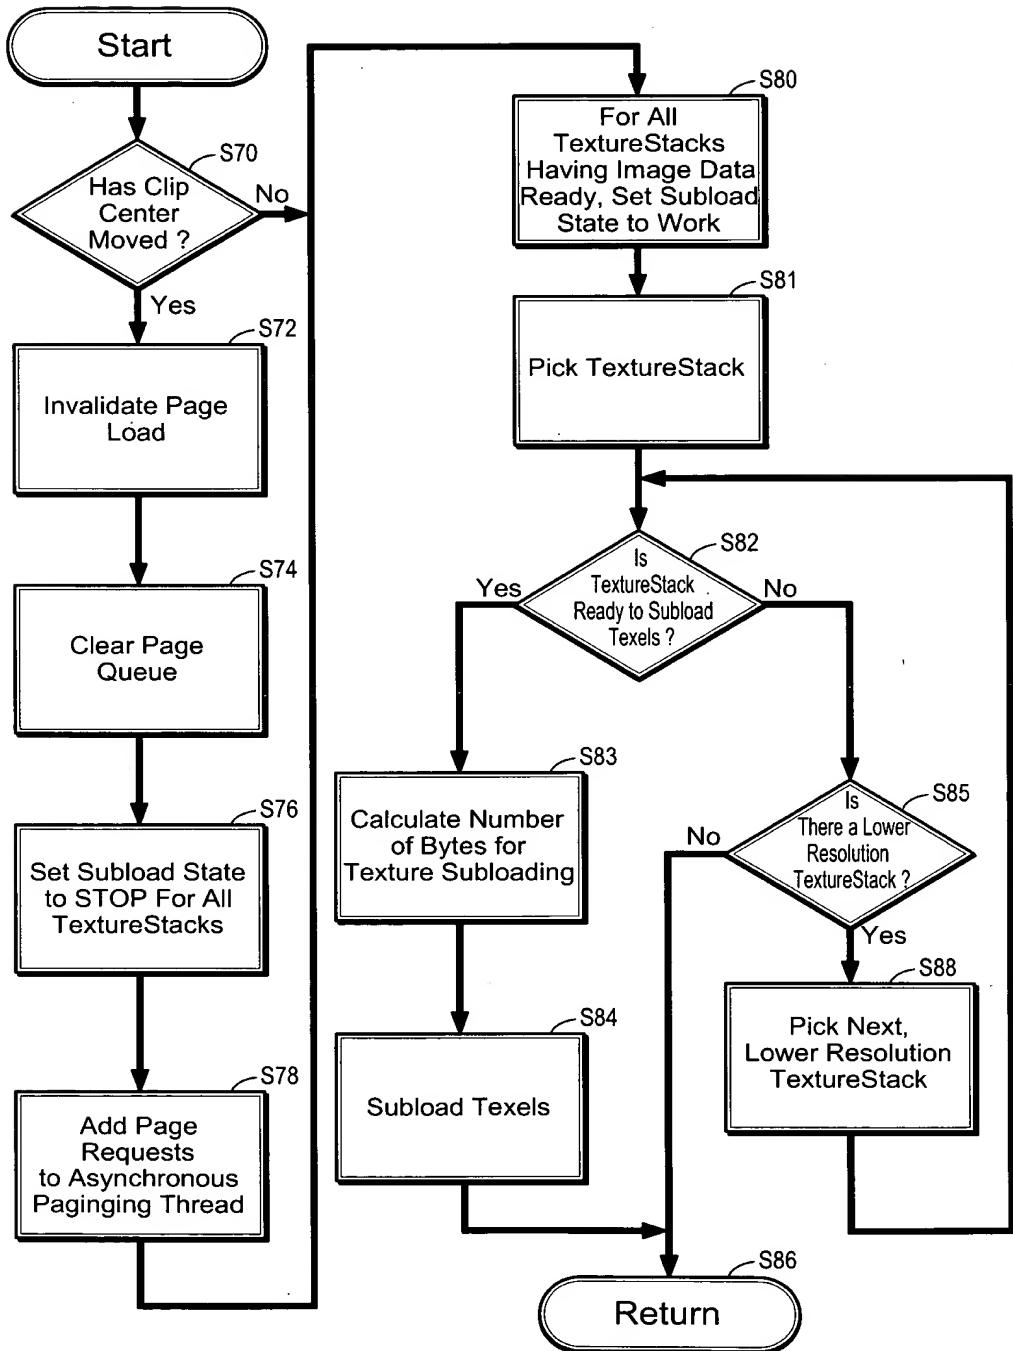 Start
S70
Has Clip
Center
Moved ?
No
Yes
S72
Invalidate Page
Load
S74
Clear Page
Queue
S76
Set Subload State
to STOP For All
TextureStacks
S78
Add Page
Requests
to Asynchronous
Paginging Thread
S80
For All
TextureStacks
Having Image Data
Ready, Set Subload
State to Work
S81
Pick TextureStack
S82
Is
TextureStack
Ready to Subload
Texels ?
Yes
No
S83
Calculate Number
of Bytes for
Texture Subloading
S84
Subload Texels
S85
Is
There a Lower
Resolution
TextureStack ?
No
Yes
S88
Pick Next,
Lower Resolution
TextureStack
S86
Return